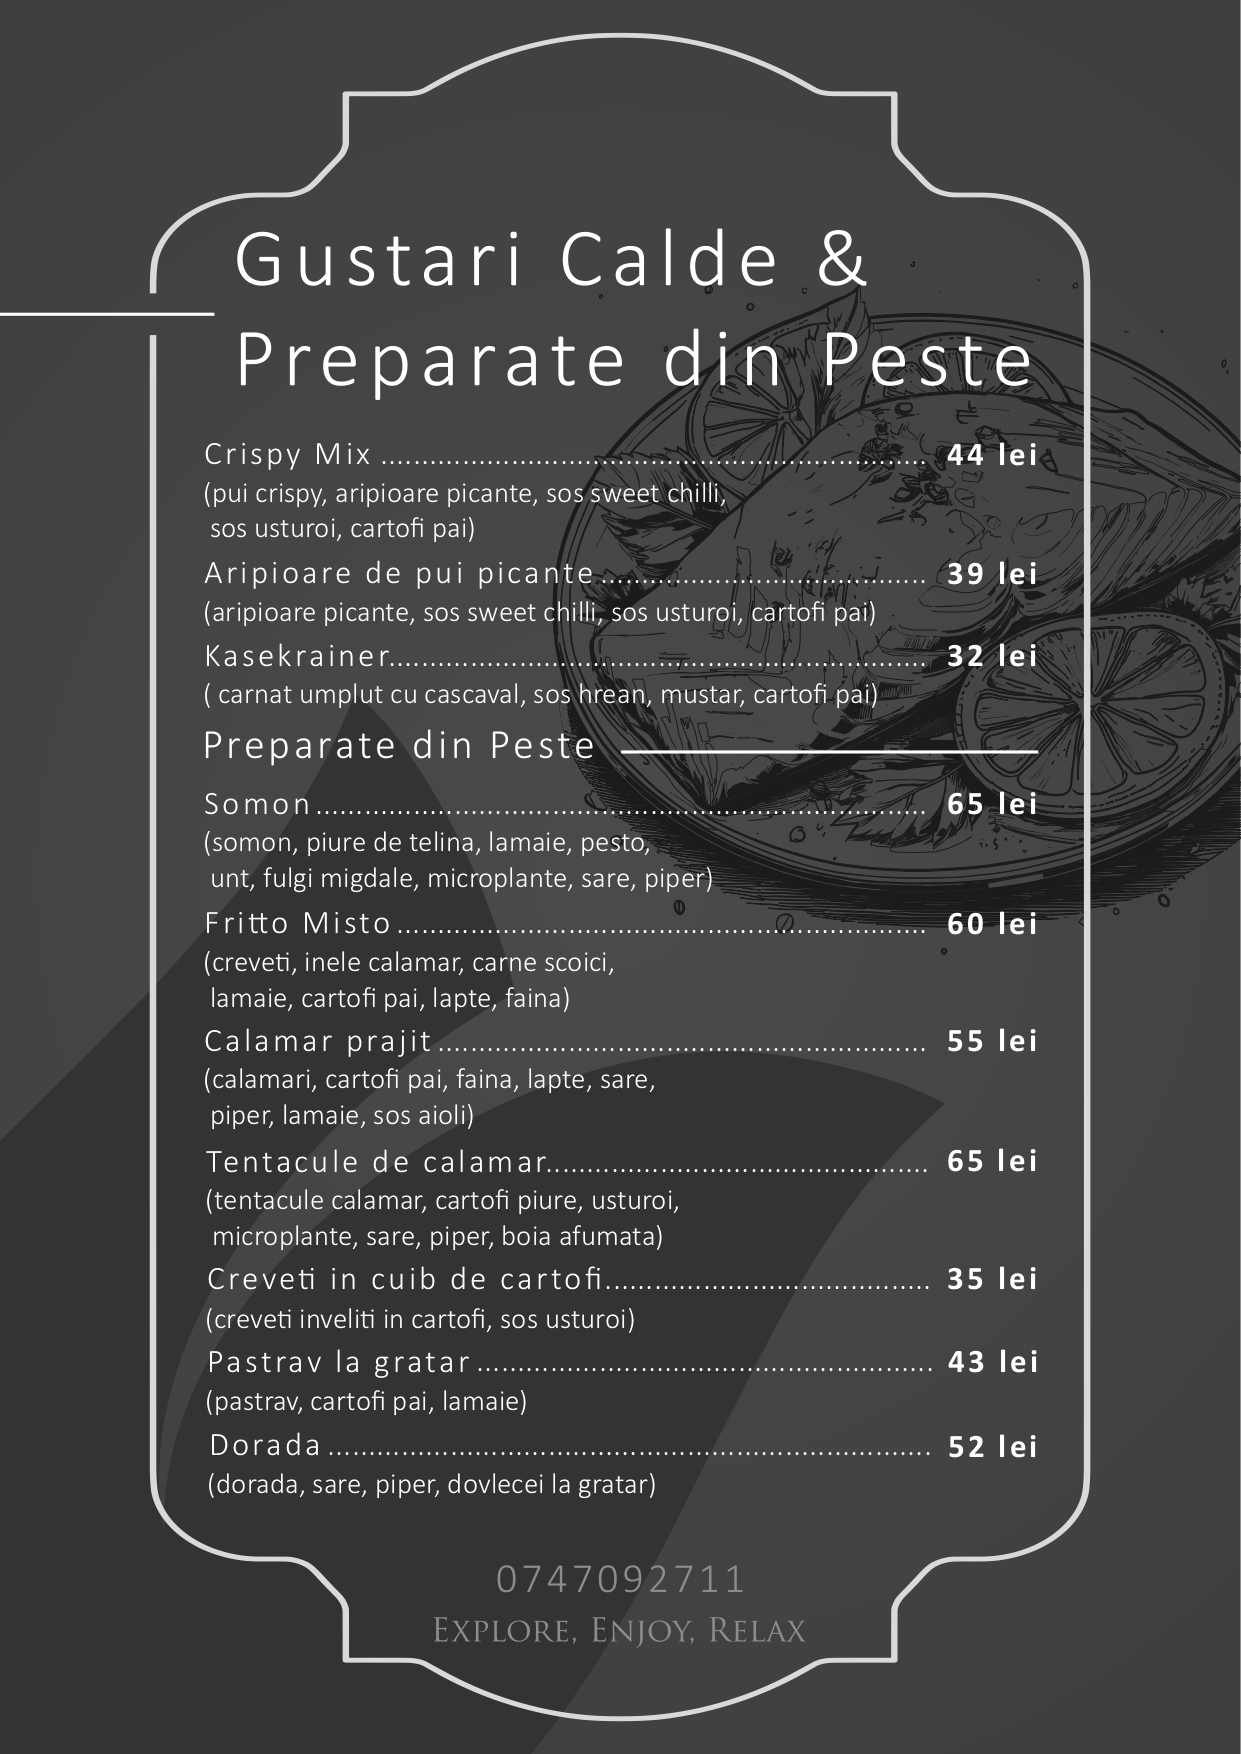 Gustari Calde &
Preparate din Peste
Crispy Mix .................................................................. 44 lei
(pui crispy, aripioare picante, sos sweet chilli,
sos usturoi, cartofi pai)
Aripioare de pui picante ........................................ 39 lei
(aripioare picante, sos sweet chilli, sos usturoi, cartofi pai)
Kasekrainer.................................................................. 32 lei
( carnat umplut cu cascaval, sos hrean, mustar, cartofi pai)
Preparate din Peste
Somon .......................................................................... 65 lei
(somon, piure de telina, lamaie, pesto,
unt, fulgi migdale, microplante, sare, piper)
Fritto Misto ................................................................ 60 lei
(creveti, inele calamar, carne scoici,
lamaie, cartofi pai, lapte, faina)
Calamar prajit ........................................................... 55 lei
(calamari, cartofi pai, faina, lapte, sare,
piper, lamaie, sos aioli)
Tentacule de calamar.............................................. 65 lei
(tentacule calamar, cartofi piure, usturoi,
microplante, sare, piper, boia afumata)
Creveti in cuib de cartofi....................................... 35 lei
(creveti inveliti in cartofi, sos usturoi)
Pastrav la gratar ....................................................... 43 lei
(pastrav, cartofi pai, lamaie)
Dorada ......................................................................... 52 lei
(dorada, sare, piper, dovlecei la gratar)
0747092711
Explore, Enjoy, Relax